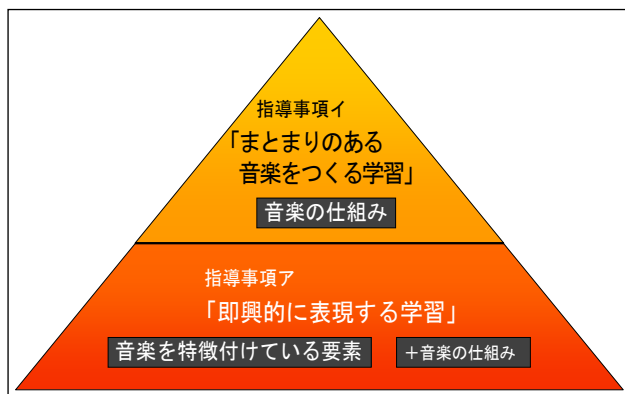 指導事項イ
「まとまりのある
音楽をつくる学習」
音楽の仕組み
指導事項ア
「即興的に表現する学習」
音楽を特徴付けている要素
＋音楽の仕組み